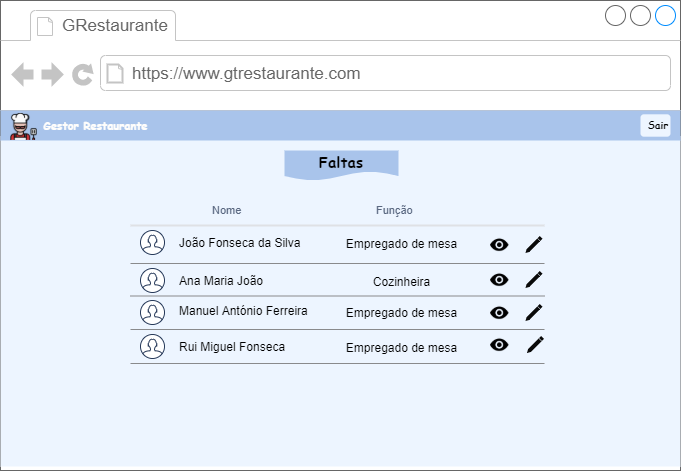 GRestaurante
https://www.gtrestaurante.com
Gestor Restaurante
Sair
Faltas
Nome Função
João Fonseca da Silva Empregado de mesa
Ana Maria João Cozinheira
Manuel António Ferreira Empregado de mesa
Rui Miguel Fonseca Empregado de mesa